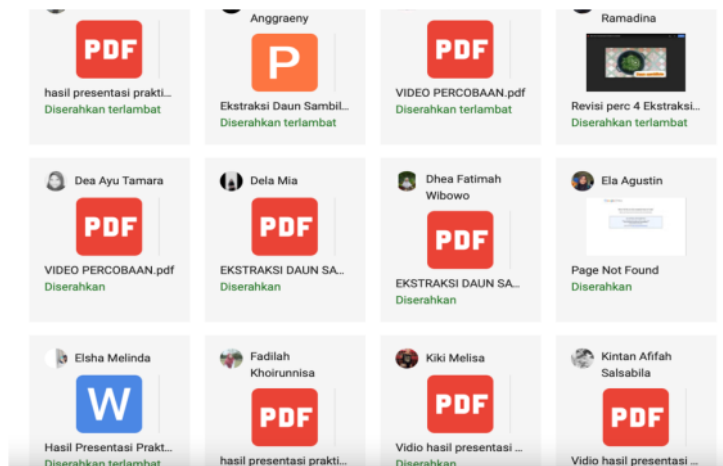 Anggraeny
Ramadina
PDF
P
PDF
hasil presentasi prakti...
Ekstraksi Daun Sambil...
VIDEO PERCOBAAN.pdf
Revisi perc 4 Ekstraksi...
Diserahkan terlambat
Diserahkan terlambat
Diserahkan terlambat
Diserahkan terlambat
Dea Ayu Tamara
Dela Mia
Dhea Fatimah
Wibowo
Ela Agustin
PDF
PDF
PDF
VIDEO PERCOBAAN.pdf
EKSTRAKSI DAUN SA...
EKSTRAKSI DAUN SA...
Page Not Found
Diserahkan
Diserahkan
Diserahkan
Diserahkan
Elsha Melinda
Fadilah
Khoirunnisa
Kiki Melisa
Kintan Afifah
Salsabila
W
PDF
PDF
PDF
Hasil Presentasi Prakt...
hasil presentasi prakti...
Vidio hasil presentasi ...
Vidio hasil presentasi ...
Diserahkan terlambat
Diserahkan